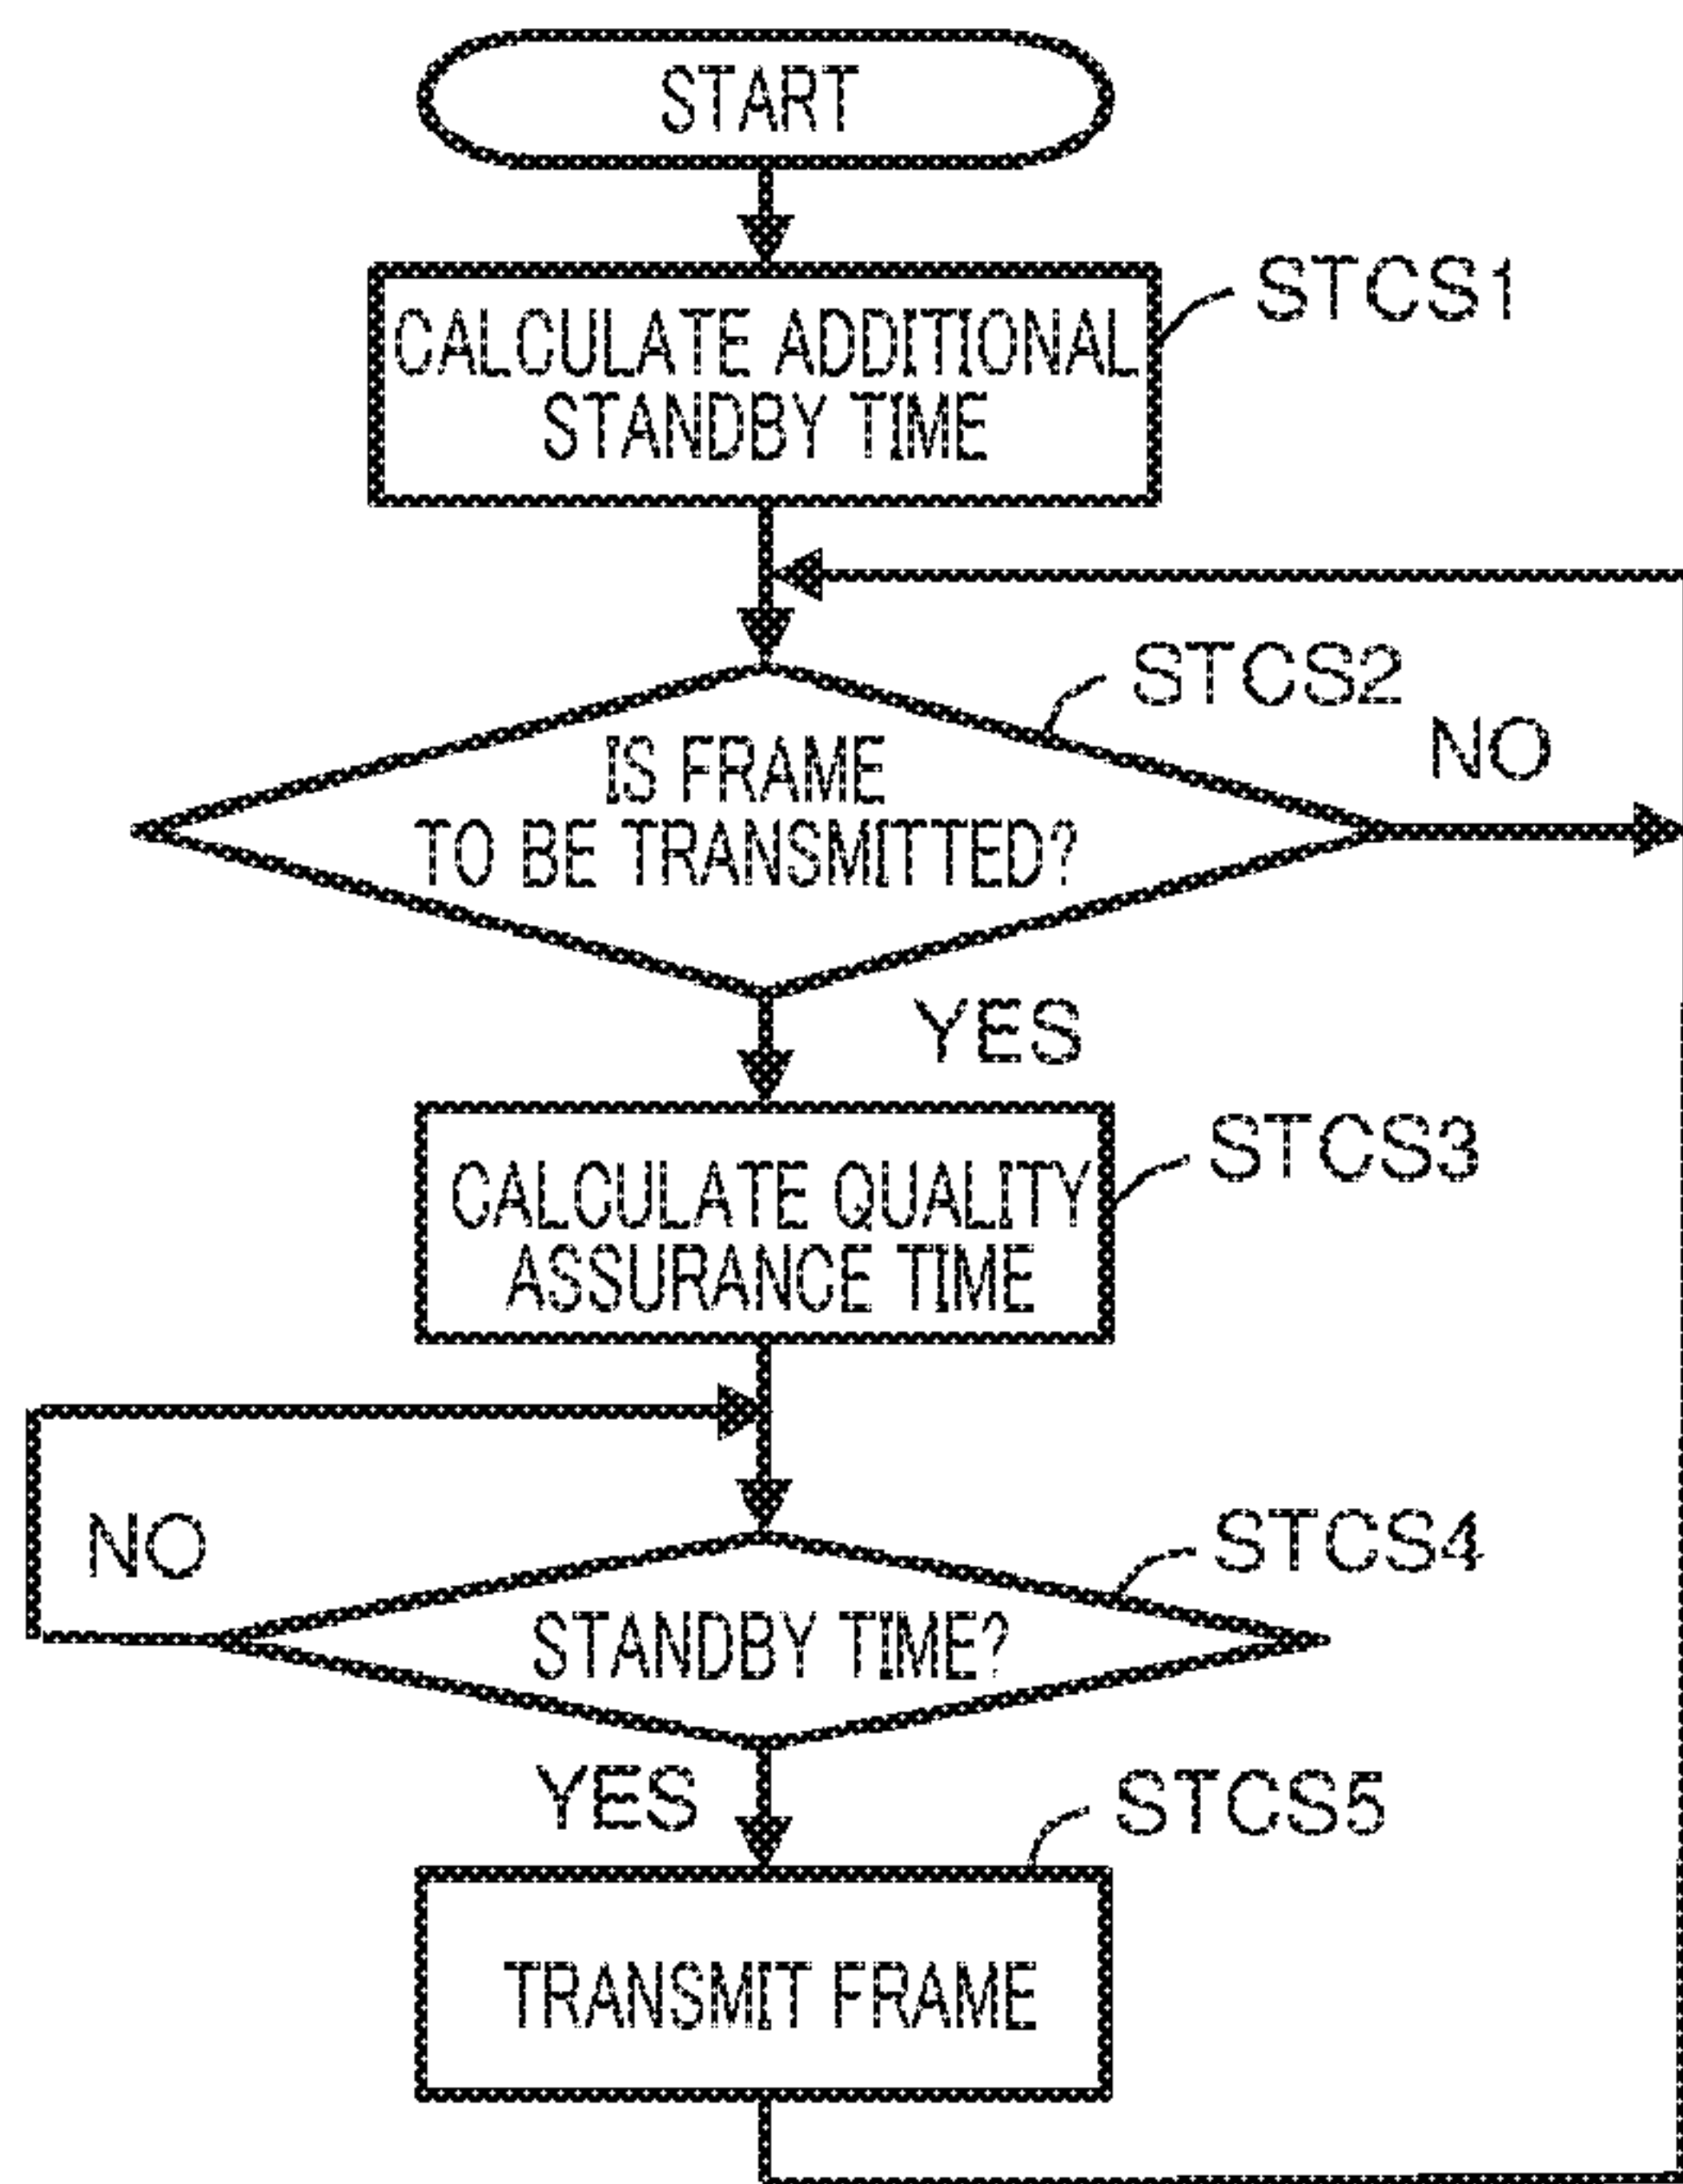 START
CALCULATE ADDITIONAL
STANDBY TIME
STCS1
STCS2
IS FRAME
TO BE TRANSMITTED?
NO
YES
CALCULATE QUALITY
ASSURANCE TIME
STCS3
NO
STCS4
STANDBY TIME?
YES
STCS5
TRANSMIT FRAME